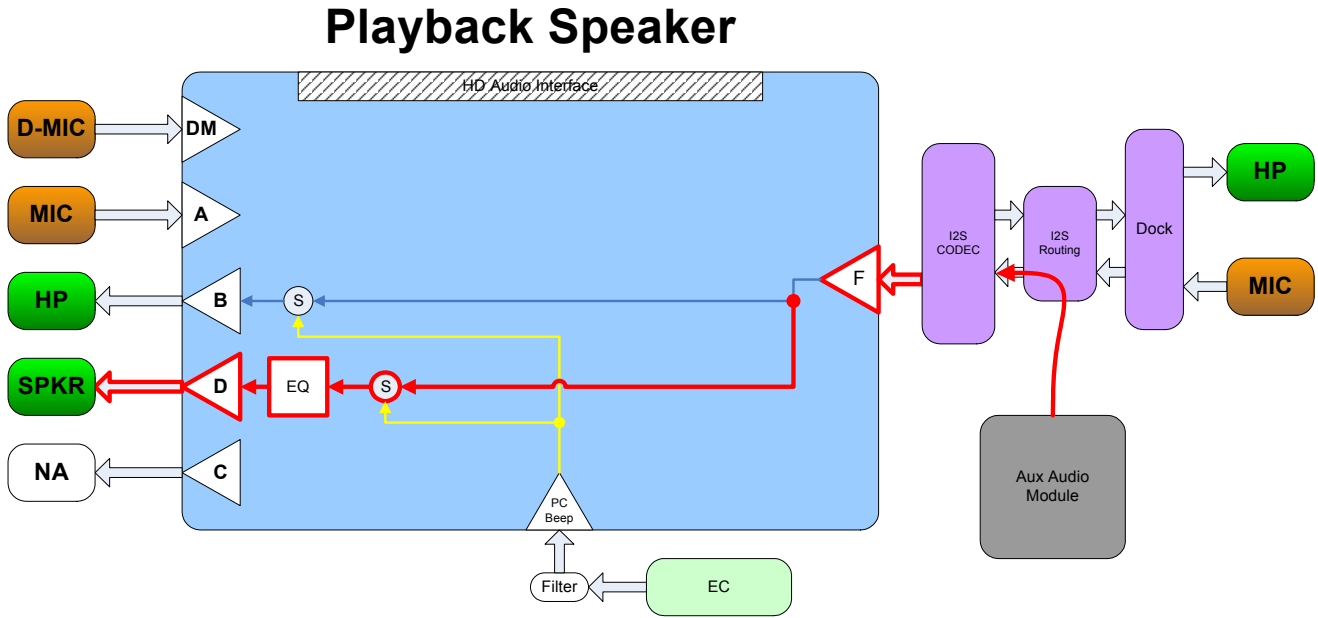 Playback Speaker
HD Audio Interface
D-MIC
DM
MIC
A
HP
B
S
SPKR
D
EQ
S
NA
C
F
I2S
CODEC
I2S
Routing
Dock
HP
MIC
Aux Audio
Module
PC
Beep
Filter
EC